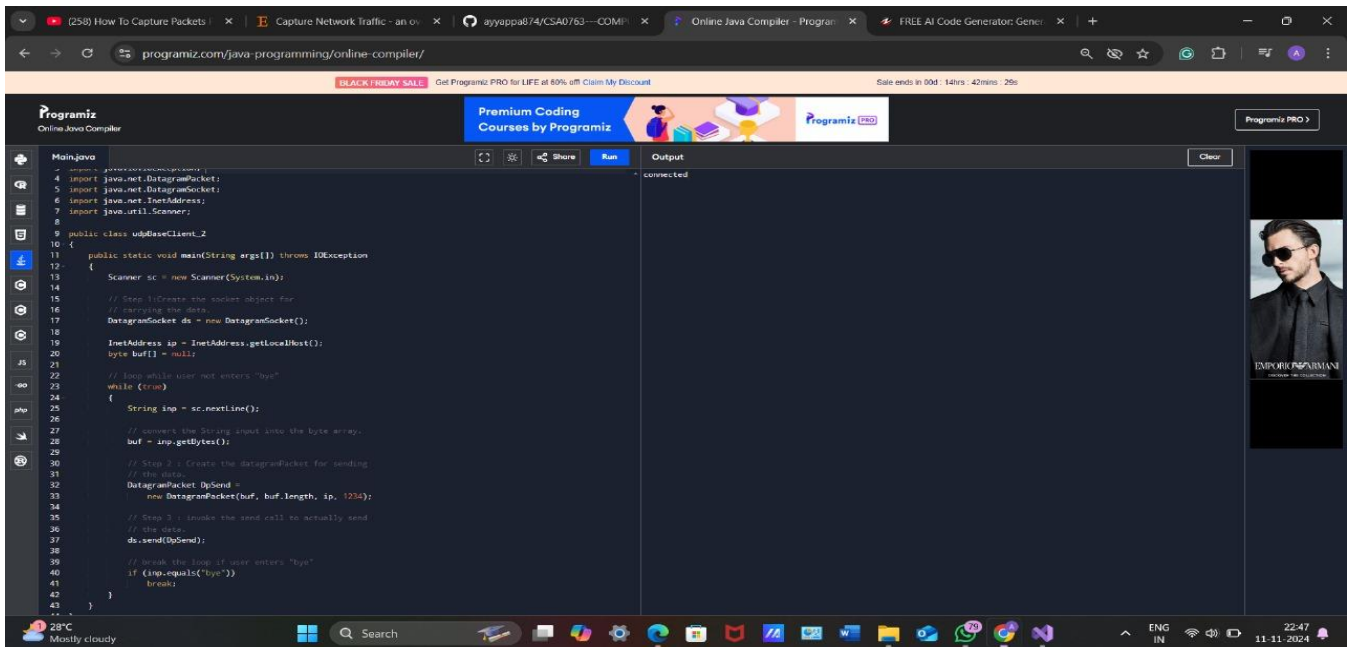 (258) How To Capture Packets
Capture Network Traffic - an ov
ayyappa874/CSA0763---COMP
Online Java Compiler - Program
FREE AI Code Generator: Gener
programiz.com/java-programming/online-compiler/
BLACK FRIDAY SALE Get Programiz PRO for LIFE at 60% off! Claim My Discount Sale ends in 00d : 14hrs : 42mins : 29s
Programiz
Online Java Compiler
Premium Coding
Courses by Programiz
Programiz PRO
Programiz PRO >
Main.java
Share
Run
Output
Clear
4 import java.net.DatagramPacket;
5 import java.net.DatagramSocket;
6 import java.net.InetAddress;
7 import java.util.Scanner;
8
9 public class udpBaseClient_2
10 {
11 public static void main(String args[]) throws IOException
12 {
13 Scanner sc = new Scanner(System.in);
14
15 // Step 1:Create the socket object for
16 // carrying the data.
17 DatagramSocket ds = new DatagramSocket();
18
19 InetAddress ip = InetAddress.getLocalHost();
20 byte buf[] = null;
21
22 // loop while user not enters "bye"
23 while (true)
24 {
25 String inp = sc.nextLine();
26
27 // convert the String input into the byte array.
28 buf = inp.getBytes();
29
30 // Step 2 : Create the datagramPacket for sending
31 // the data.
32 DatagramPacket DpSend =
33 new DatagramPacket(buf, buf.length, ip, 1234);
34
35 // Step 3 : invoke the send call to actually send
36 // the data.
37 ds.send(DpSend);
38
39 // break the loop if user enters "bye"
40 if (inp.equals("bye"))
41 break;
42 }
43 }
connected
JS
GO
php
EMPORIO ARMANI
DISCOVER THE COLLECTION
1
28°C
Mostly cloudy
Search
79
ENG
IN
22:47
11-11-2024